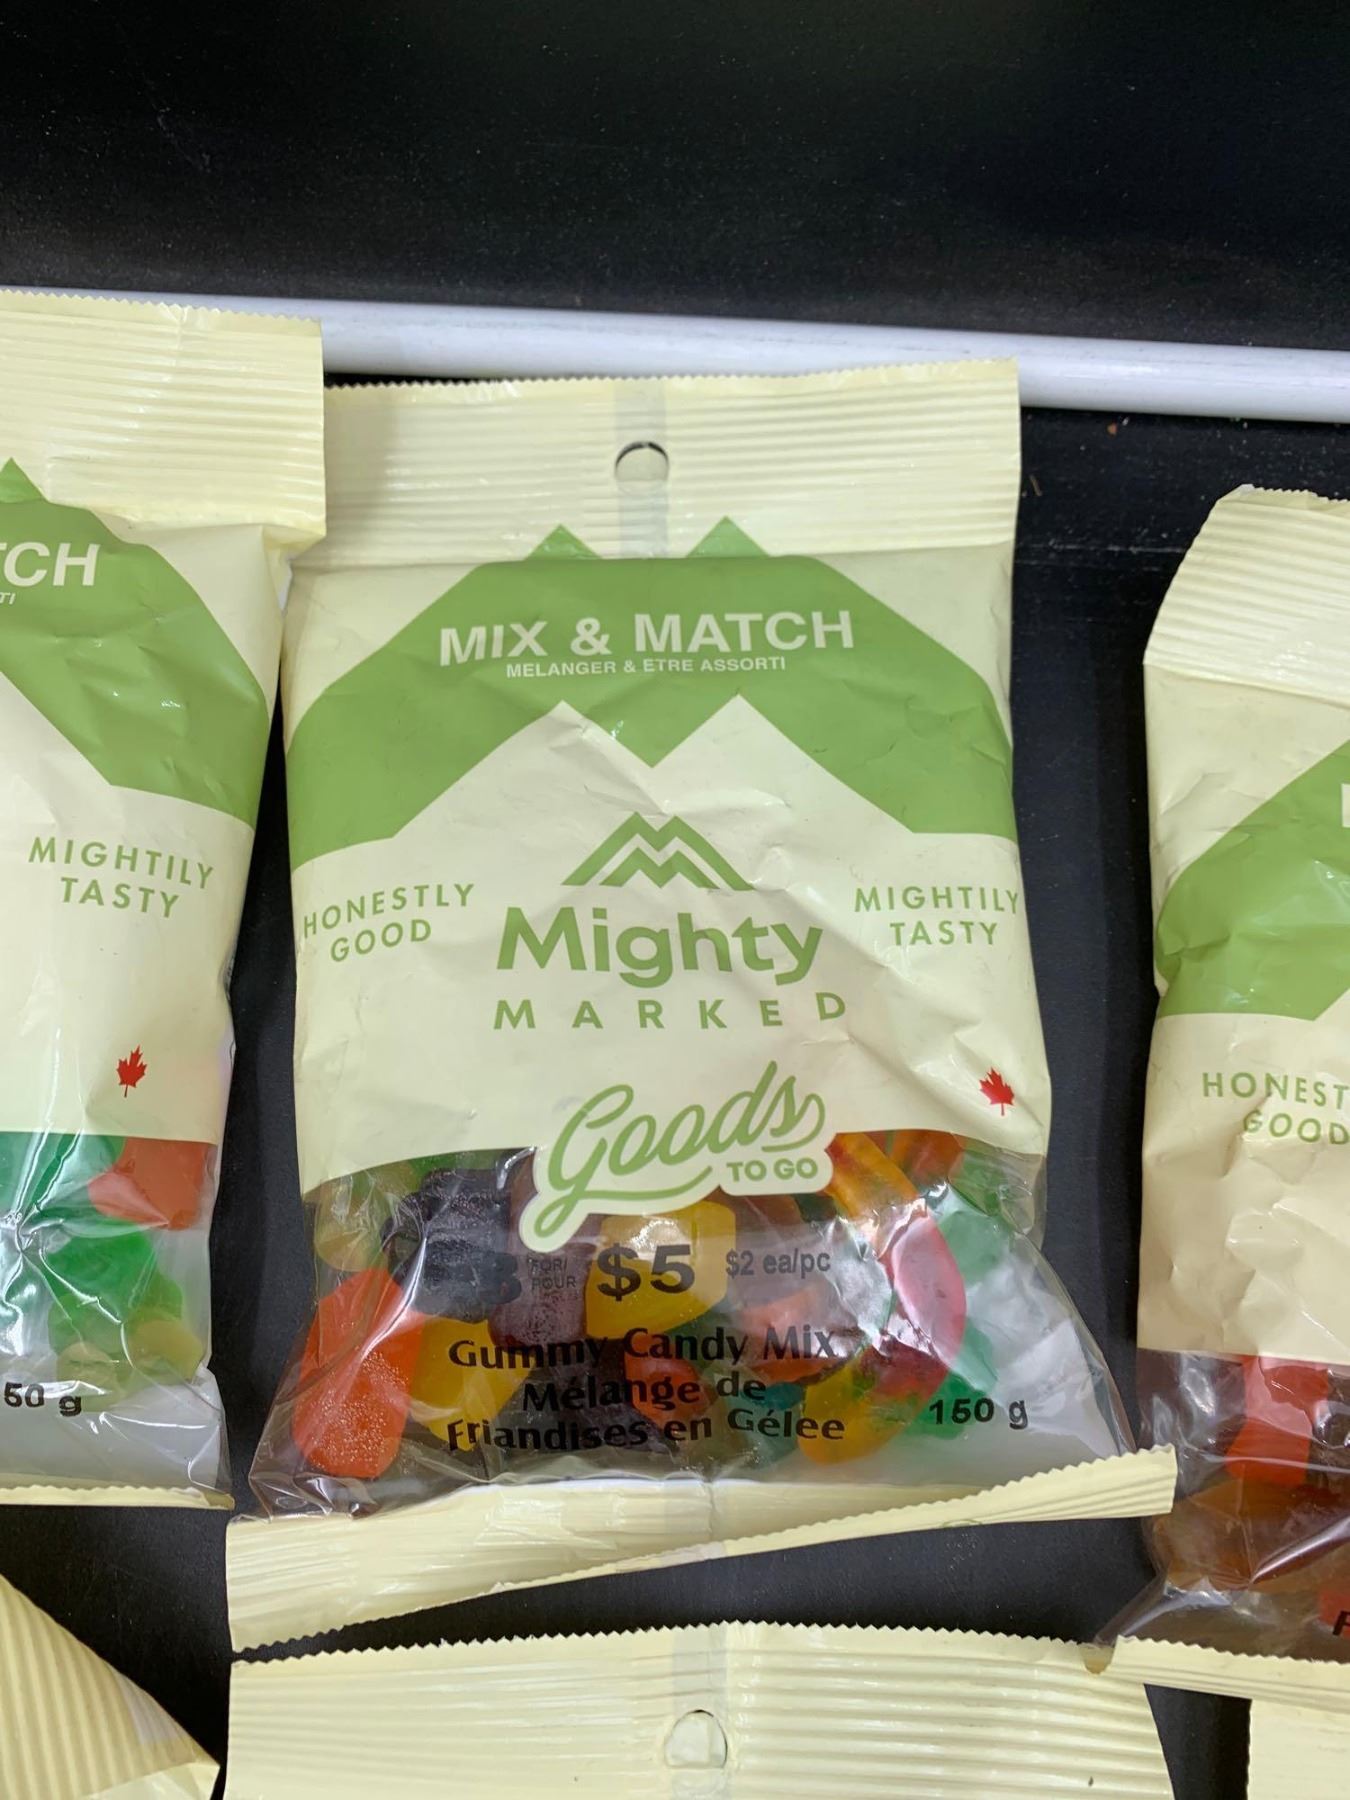 MIX & MATCH
MELANGER & ETRE ASSORTI
HONESTLY
GOOD
Mighty
MARKED
MIGHTILY
TASTY
Goods
TO GO
3 FOR/
POUR
$5
$2 ea/pc
Gummy Candy Mix
Mélange de
Friandises en Gélee
150 g
TCH
TI
MIGHTILY
TASTY
50 g
HONEST
GOOD